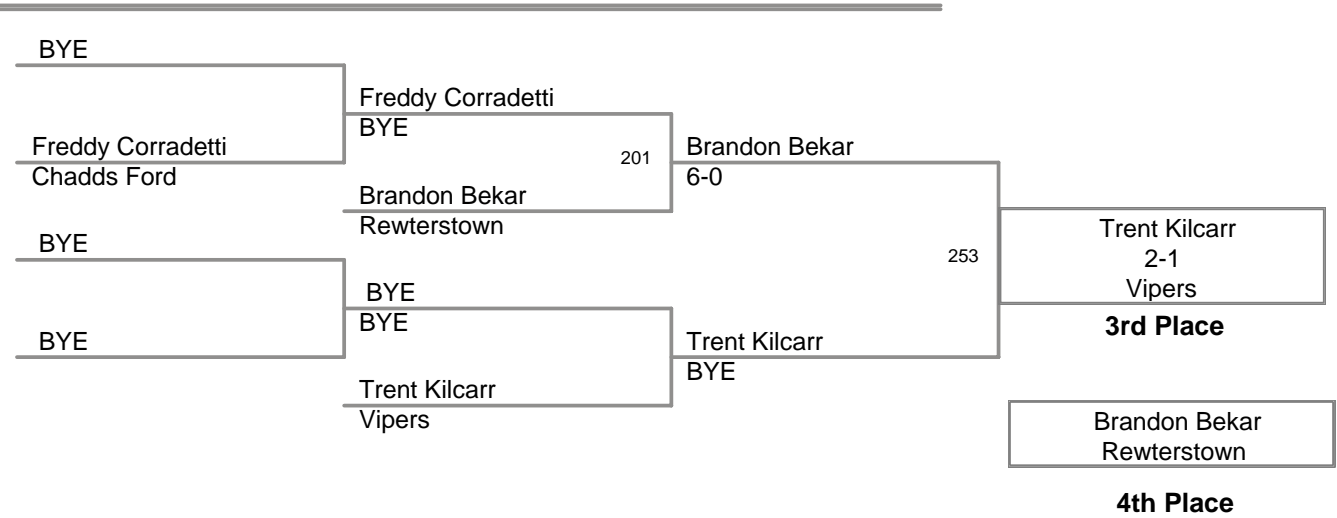 BYE
Freddy Corradetti
Chadds Ford
BYE
BYE
Freddy Corradetti
BYE
201
Brandon Bekar
Rewterstown
BYE
BYE
Trent Kilcarr
Vipers
Brandon Bekar
6-0
253
Trent Kilcarr
BYE
Trent Kilcarr
2-1
Vipers
3rd Place
Brandon Bekar
Rewterstown
4th Place